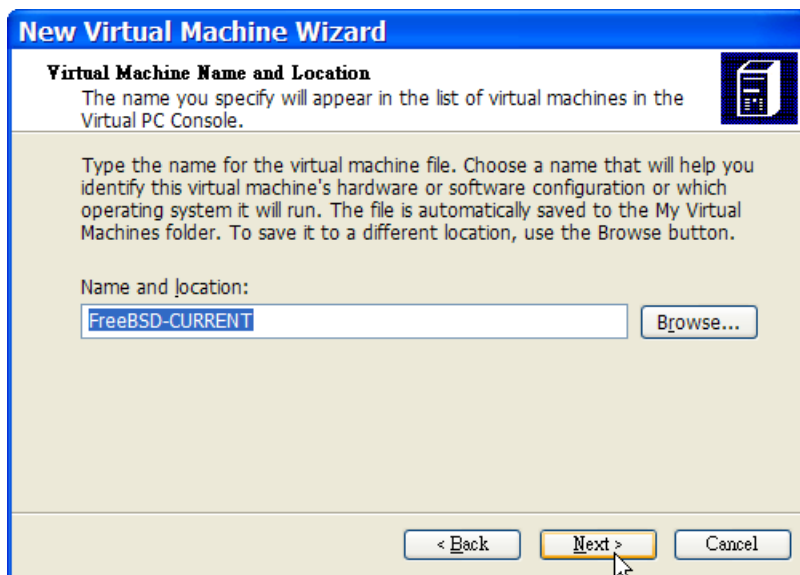 New Virtual Machine Wizard
Virtual Machine Name and Location
The name you specify will appear in the list of virtual machines in the
Virtual PC Console.
Type the name for the virtual machine file. Choose a name that will help you
identify this virtual machine's hardware or software configuration or which
operating system it will run. The file is automatically saved to the My Virtual
Machines folder. To save it to a different location, use the Browse button.
Name and location:
FreeBSD-CURRENT
Browse...
< Back
Next >
Cancel